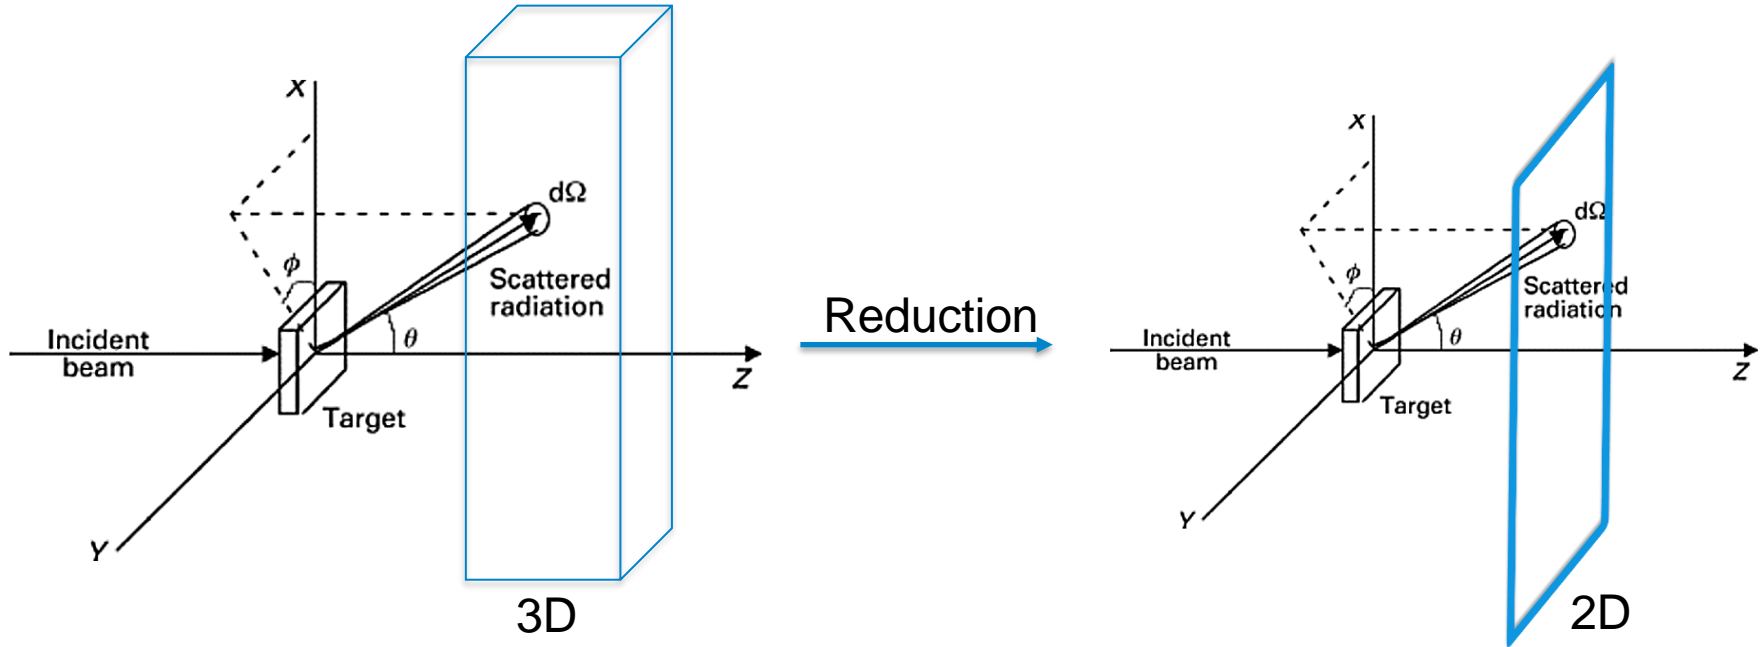 X
dΩ
ϕ
Scattered
radiation
θ
Incident
beam
Z
Target
Y
3D
Reduction
X
dΩ
ϕ
Scattered
radiation
θ
Incident
beam
Z
Target
Y
2D